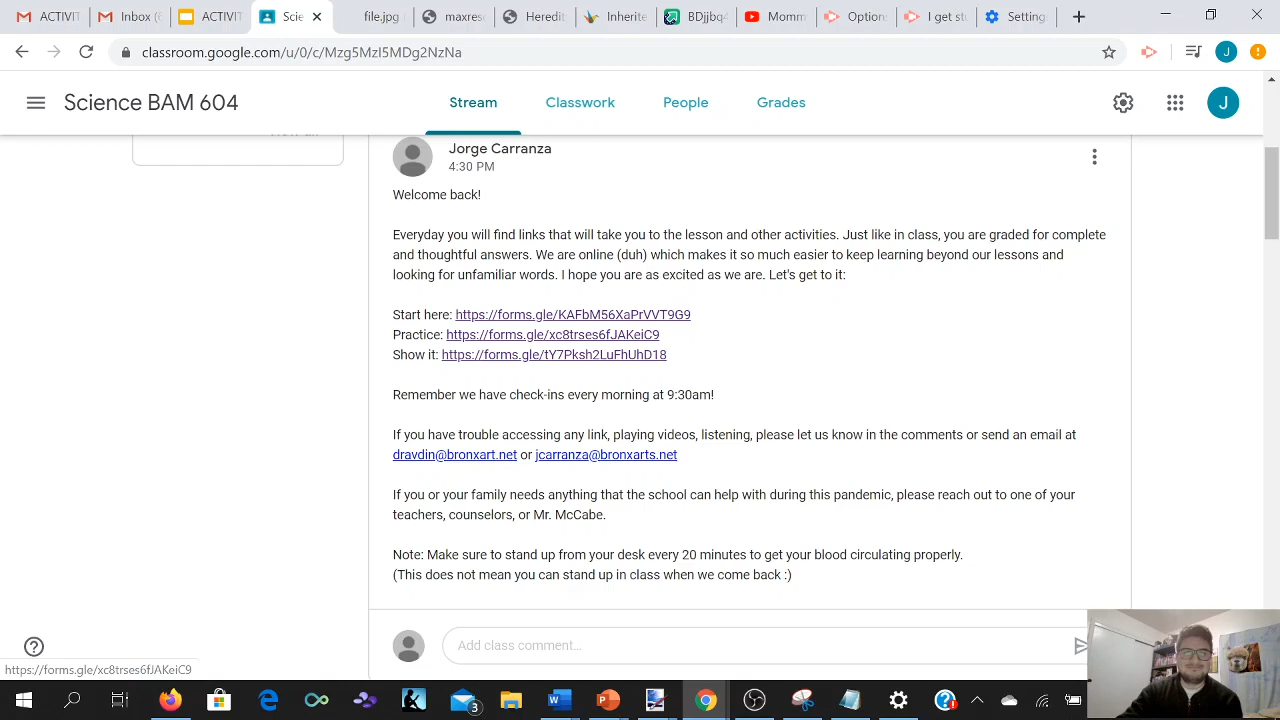 ACTIVIT
Inbox (6
ACTIVIT
Scie
file.jpg
maxresc
Heredit
Inherite
BDjjbq4
Mommy
Options
I get st
Setting
classroom.google.com/u/0/c/Mzg5MzI5MDg2NzNa
J
Science BAM 604
Stream
Classwork
People
Grades
J
Jorge Carranza
4:30 PM
Welcome back!
Everyday you will find links that will take you to the lesson and other activities. Just like in class, you are graded for complete
and thoughtful answers. We are online (duh) which makes it so much easier to keep learning beyond our lessons and
looking for unfamiliar words. I hope you are as excited as we are. Let's get to it:
Start here: https://forms.gle/KAFbM56XaPrVVT9G9
Practice: https://forms.gle/xc8trses6fJAKeiC9
Show it: https://forms.gle/tY7Pksh2LuFhUhD18
Remember we have check-ins every morning at 9:30am!
If you have trouble accessing any link, playing videos, listening, please let us know in the comments or send an email at
dravdin@bronxart.net or jcarranza@bronxarts.net
If you or your family needs anything that the school can help with during this pandemic, please reach out to one of your
teachers, counselors, or Mr. McCabe.
Note: Make sure to stand up from your desk every 20 minutes to get your blood circulating properly.
(This does not mean you can stand up in class when we come back :)
Add class comment…
https://forms.gle/xc8trses6fJAKeiC9
3